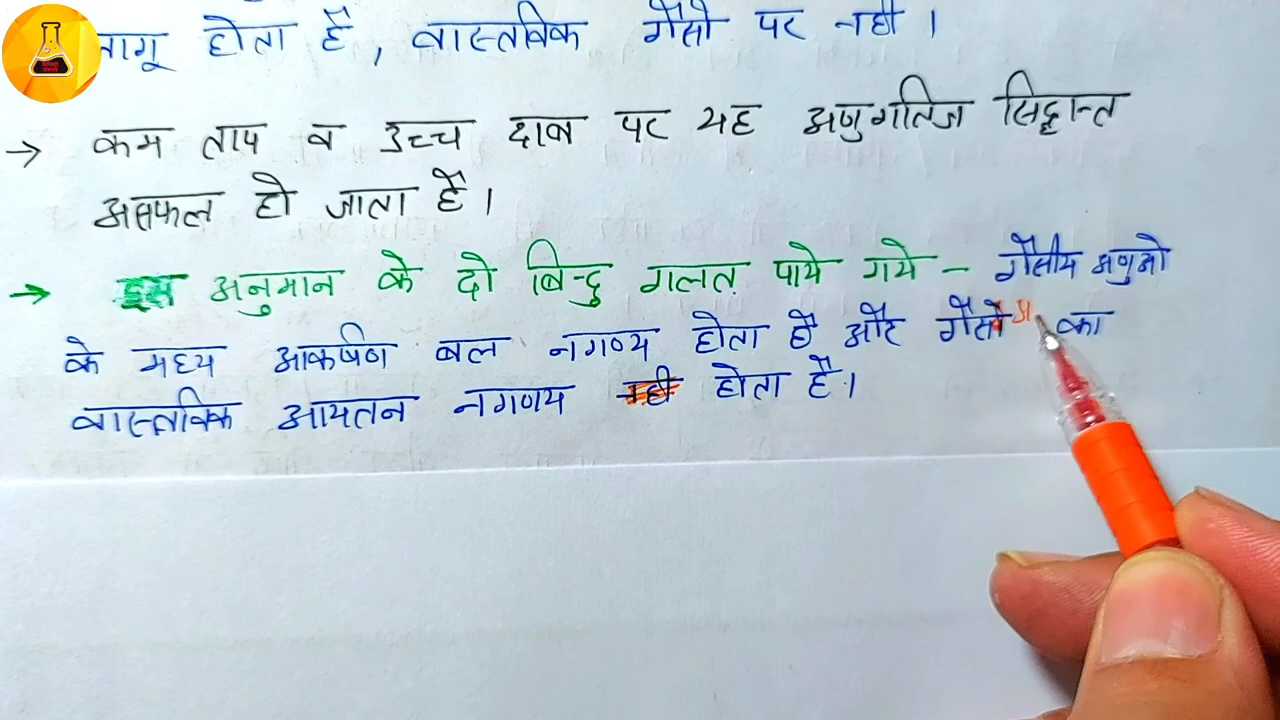 लागू होता है, वास्तविक गैसो पर नही।
→ कम ताप व उच्च दाब पर यह अणुगतिज सिद्धान्त
असफल हो जाता है।
→ इस अनुमान के दो बिन्दु गलत पाये गये – गैसीय अणुओ
के मध्य आकर्षण बल नगण्य होता है और गैसो का
वास्तविक आयतन नगणय नही होता है।